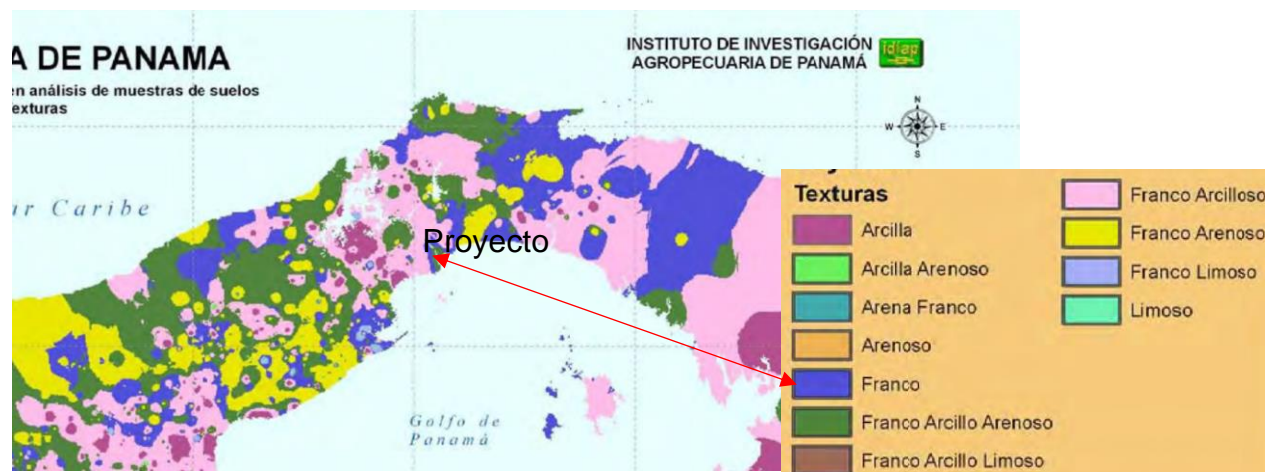 A DE PANAMA
en análisis de muestras de suelos
exturas
INSTITUTO DE INVESTIGACIÓN
AGROPECUARIA DE PANAMÁ
idiap
N
W E
S
ar Caribe
Proyecto
Golfo de
Panamá
Texturas
Arcilla
Arcilla Arenoso
Arena Franco
Arenoso
Franco
Franco Arcillo Arenoso
Franco Arcillo Limoso
Franco Arcilloso
Franco Arenoso
Franco Limoso
Limoso